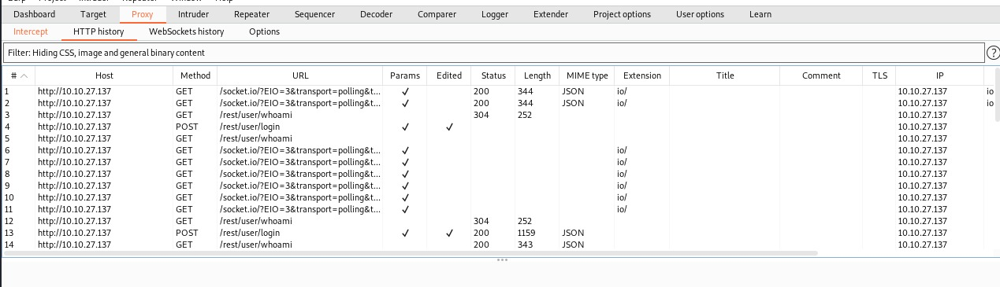 Dashboard Target Proxy Intruder Repeater Sequencer Decoder Comparer Logger Extender Project options User options Learn
Intercept HTTP history WebSockets history Options
Filter: Hiding CSS, image and general binary content ?
# Host Method URL Params Edited Status Length MIME type Extension Title Comment TLS IP
1 http://10.10.27.137 GET /socket.io/?EIO=3&transport=polling&t... ✓ 200 344 JSON io/ 10.10.27.137 io
2 http://10.10.27.137 GET /socket.io/?EIO=3&transport=polling&t... ✓ 200 344 JSON io/ 10.10.27.137 io
3 http://10.10.27.137 GET /rest/user/whoami 304 252 10.10.27.137
4 http://10.10.27.137 POST /rest/user/login ✓ ✓ 10.10.27.137
5 http://10.10.27.137 GET /rest/user/whoami 10.10.27.137
6 http://10.10.27.137 GET /socket.io/?EIO=3&transport=polling&t... ✓ io/ 10.10.27.137
7 http://10.10.27.137 GET /socket.io/?EIO=3&transport=polling&t... ✓ io/ 10.10.27.137
8 http://10.10.27.137 GET /socket.io/?EIO=3&transport=polling&t... ✓ io/ 10.10.27.137
9 http://10.10.27.137 GET /socket.io/?EIO=3&transport=polling&t... ✓ io/ 10.10.27.137
10 http://10.10.27.137 GET /socket.io/?EIO=3&transport=polling&t... ✓ io/ 10.10.27.137
11 http://10.10.27.137 GET /socket.io/?EIO=3&transport=polling&t... ✓ io/ 10.10.27.137
12 http://10.10.27.137 GET /rest/user/whoami 304 252 10.10.27.137
13 http://10.10.27.137 POST /rest/user/login ✓ ✓ 200 1159 JSON 10.10.27.137
14 http://10.10.27.137 GET /rest/user/whoami 200 343 JSON 10.10.27.137